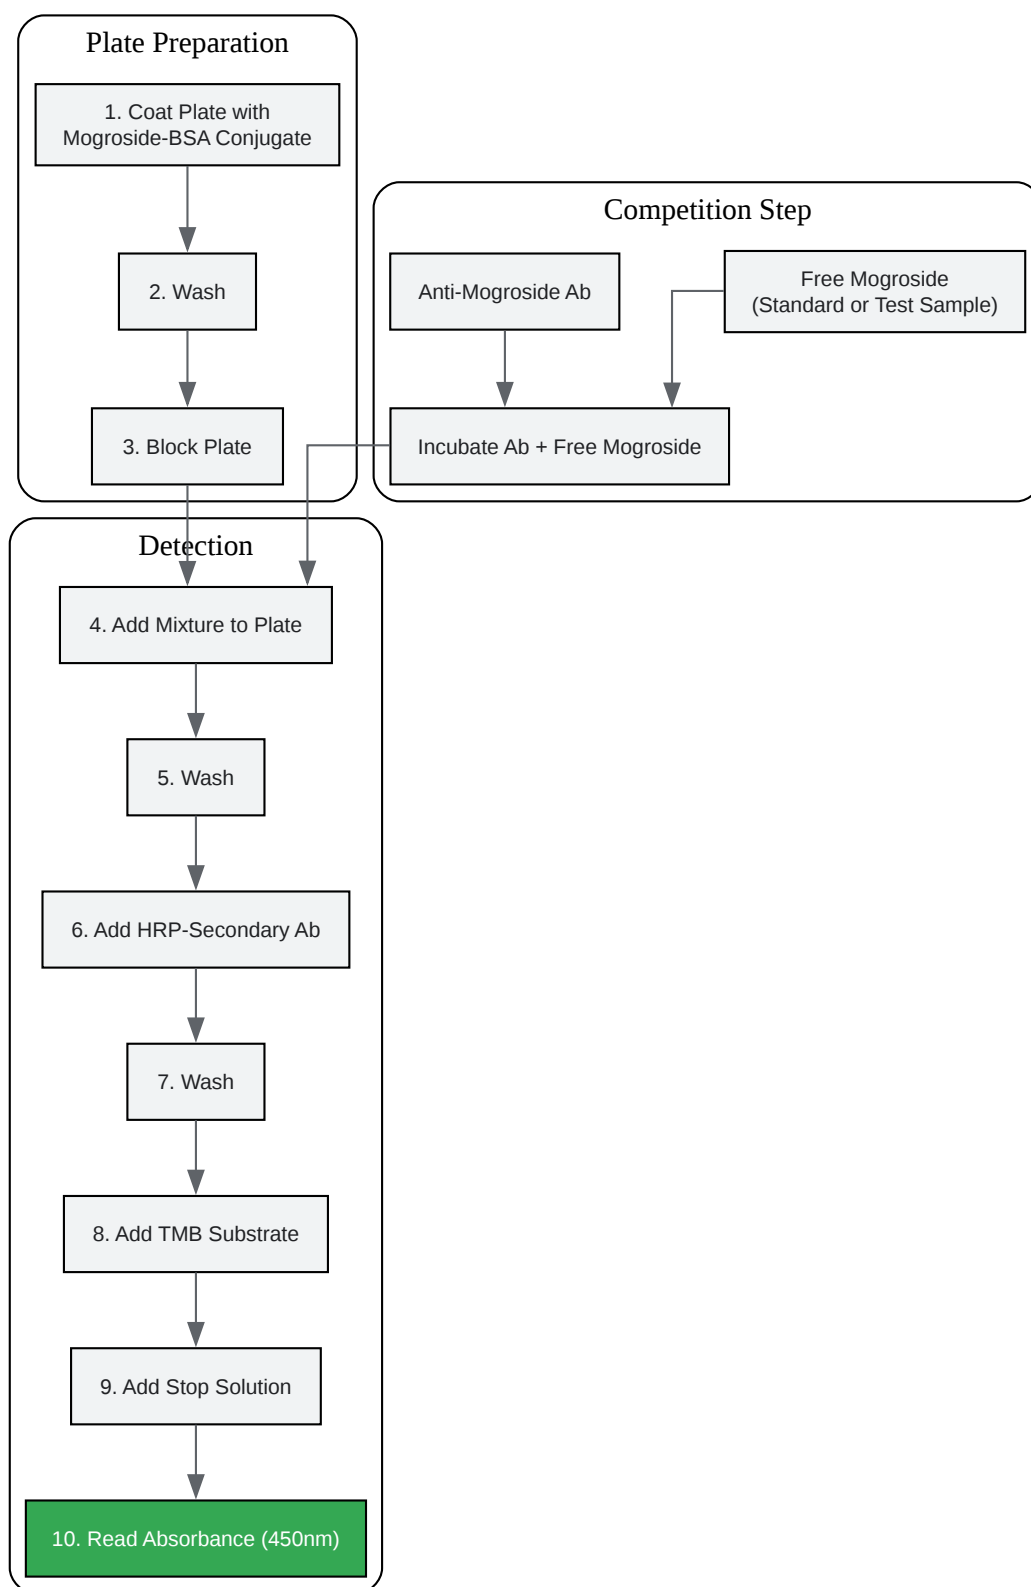 Plate Preparation
1. Coat Plate with
Mogroside-BSA Conjugate
2. Wash
3. Block Plate
Competition Step
Anti-Mogroside Ab
Free Mogroside
(Standard or Test Sample)
Incubate Ab + Free Mogroside
Detection
4. Add Mixture to Plate
5. Wash
6. Add HRP-Secondary Ab
7. Wash
8. Add TMB Substrate
9. Add Stop Solution
10. Read Absorbance (450nm)